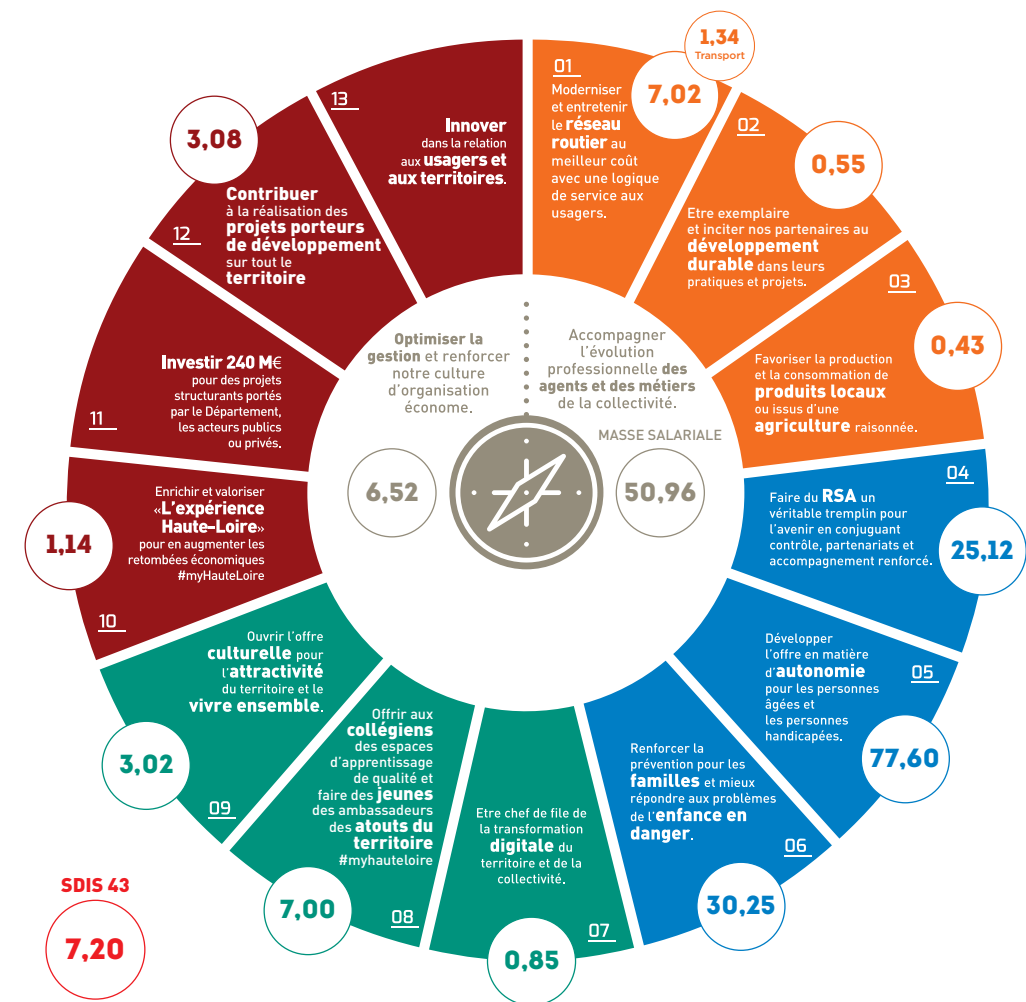 01
Moderniser
et entretenir
le réseau
routier au
meilleur coût
avec une logique
de service aux
usagers.
7,02
1,34
Transport
02
Etre exemplaire
et inciter nos partenaires au
développement
durable dans leurs
pratiques et projets.
0,55
03
Favoriser la production
et la consommation de
produits locaux
ou issus d'une
agriculture raisonnée.
0,43
04
Faire du RSA un
véritable tremplin pour
l'avenir en conjuguant
contrôle, partenariats et
accompagnement renforcé.
25,12
05
Développer
l'offre en matière
d'autonomie
pour les personnes
âgées et
les personnes
handicapées.
77,60
06
Renforcer la
prévention pour les
familles et mieux
répondre aux problèmes
de l'enfance en
danger.
30,25
07
Etre chef de file de
la transformation
digitale du
territoire et de la
collectivité.
0,85
08
Offrir aux
collégiens
des espaces
d'apprentissage
de qualité et
faire des jeunes
des ambassadeurs
des atouts du
territoire
#myhauteloire
7,00
09
Ouvrir l'offre
culturelle pour
l'attractivité
du territoire et le
vivre ensemble.
3,02
10
Enrichir et valoriser
«L'expérience
Haute-Loire»
pour en augmenter les
retombées économiques
#myHauteLoire
1,14
11
Investir 240 M€
pour des projets
structurants portés
par le Département,
les acteurs publics
ou privés.
12
Contribuer
à la réalisation des
projets porteurs
de développement
sur tout le
territoire
3,08
13
Innover
dans la relation
aux usagers et
aux territoires.
Optimiser la
gestion et renforcer
notre culture
d'organisation
économe.
6,52
Accompagner
l'évolution
professionnelle des
agents et des métiers
de la collectivité.
MASSE SALARIALE
50,96
SDIS 43
7,20